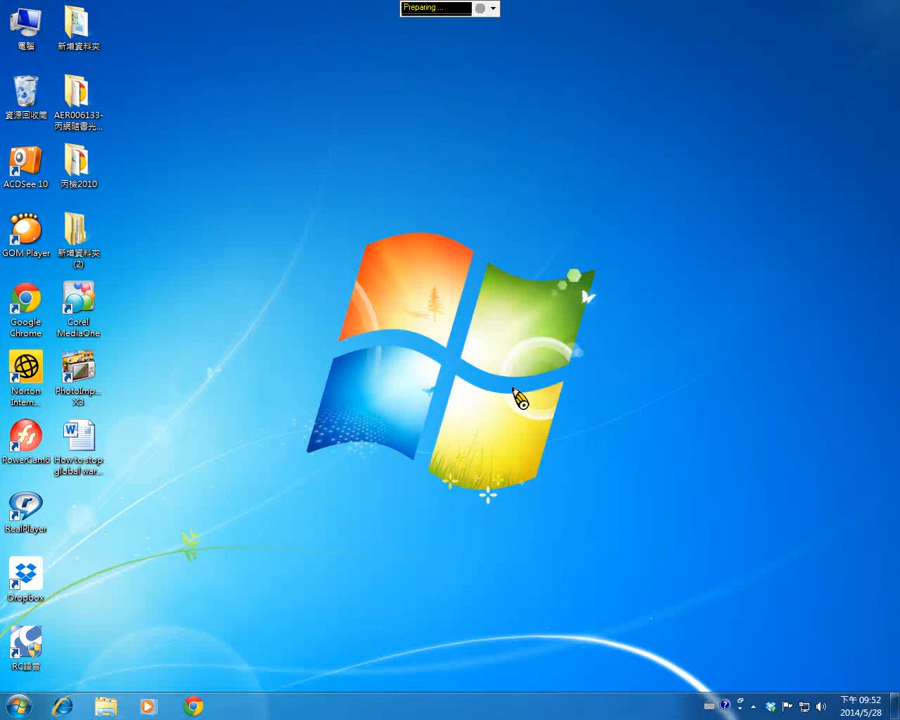 Preparing ...
電腦
新增資料夾
資源回收筒
AER006133-
丙網贈書光...
ACDSee 10
丙檢2010
GOM Player
新增資料夾
(2)
Google
Chrome
Corel
MediaOne
Norton
Intern...
PhotoImp...
X3
PowerCam6
How to stop
global war...
RealPlayer
Dropbox
RC語音
下午 09:52
2014/5/28